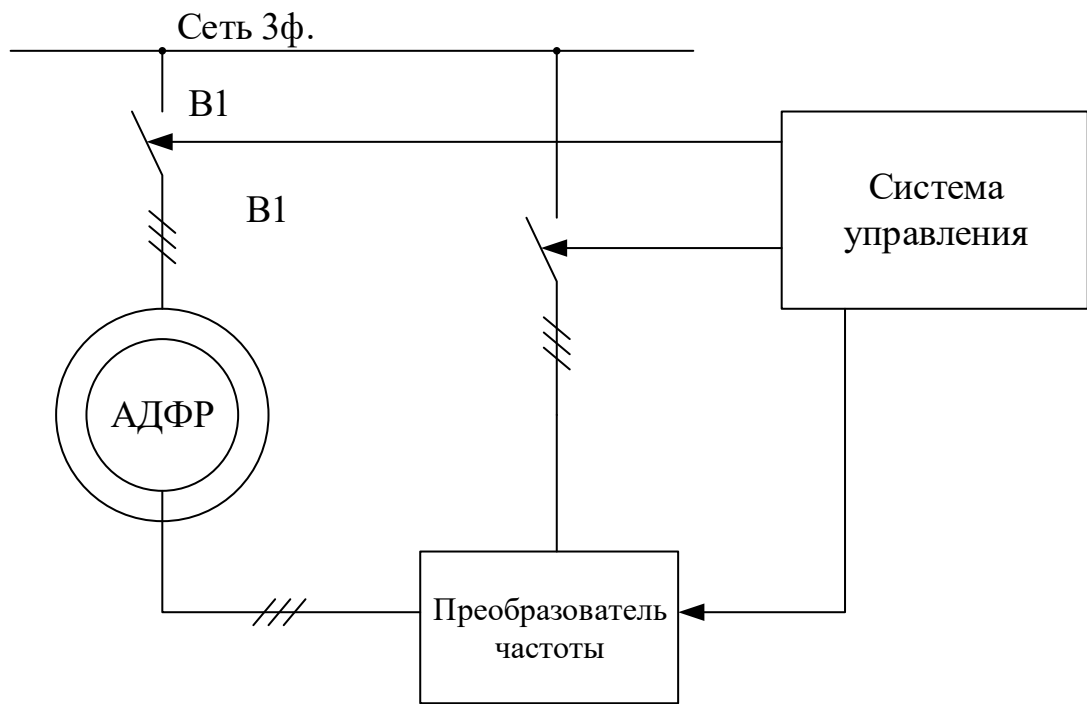 Сеть 3ф.
В1
В1
Система
управления
АДФР
Преобразователь
частоты